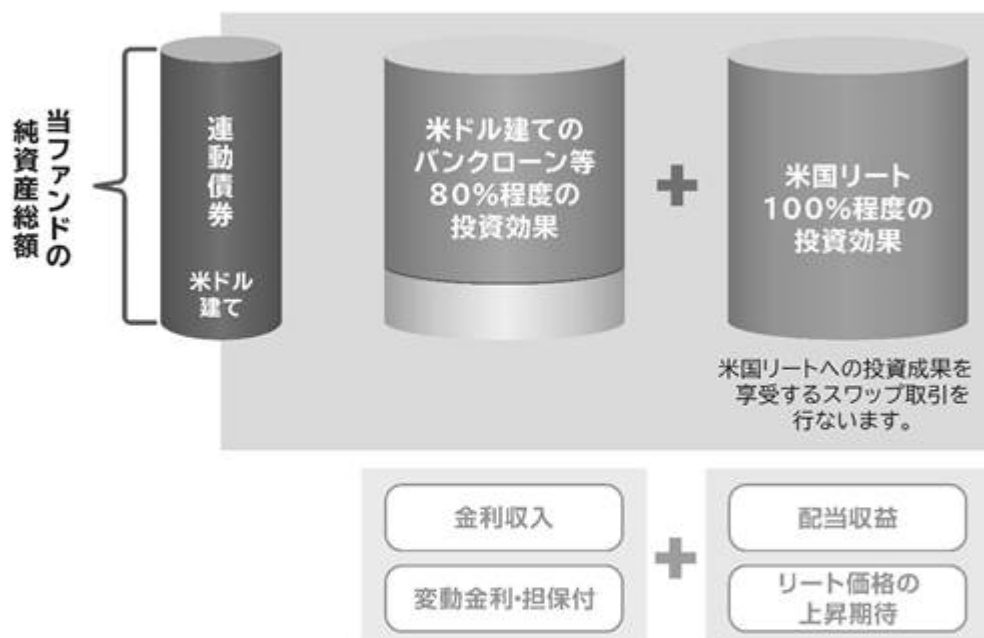 当ファンドの
純資産総額
連動債券
米ドル
建て
米ドル建ての
バンクローン等
80%程度の
投資効果
+
米国リート
100%程度の
投資効果
米国リートへの投資成果を
享受するスワップ取引を
行ないます。
金利収入
変動金利・担保付
+
配当収益
リート価格の
上昇期待